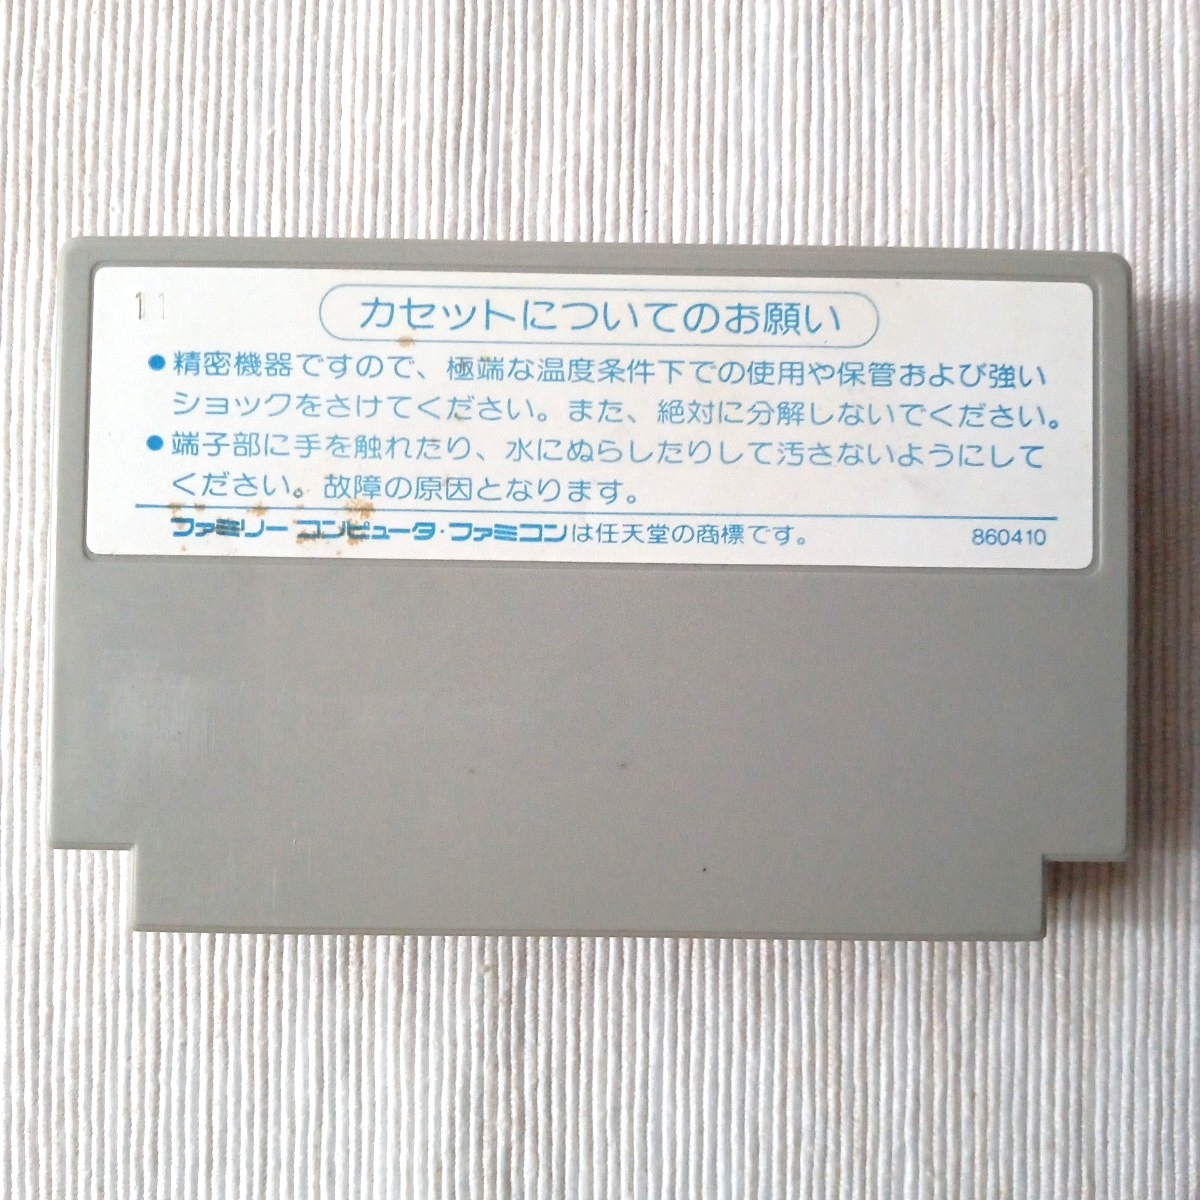 11
カセットについてのお願い
●精密機器ですので、極端な温度条件下での使用や保管および強い
ショックをさけてください。また、絶対に分解しないでください。
●端子部に手を触れたり、水にぬらしたりして汚さないようにして
ください。故障の原因となります。
ファミリーコンピュータ・ファミコンは任天堂の商標です。 860410